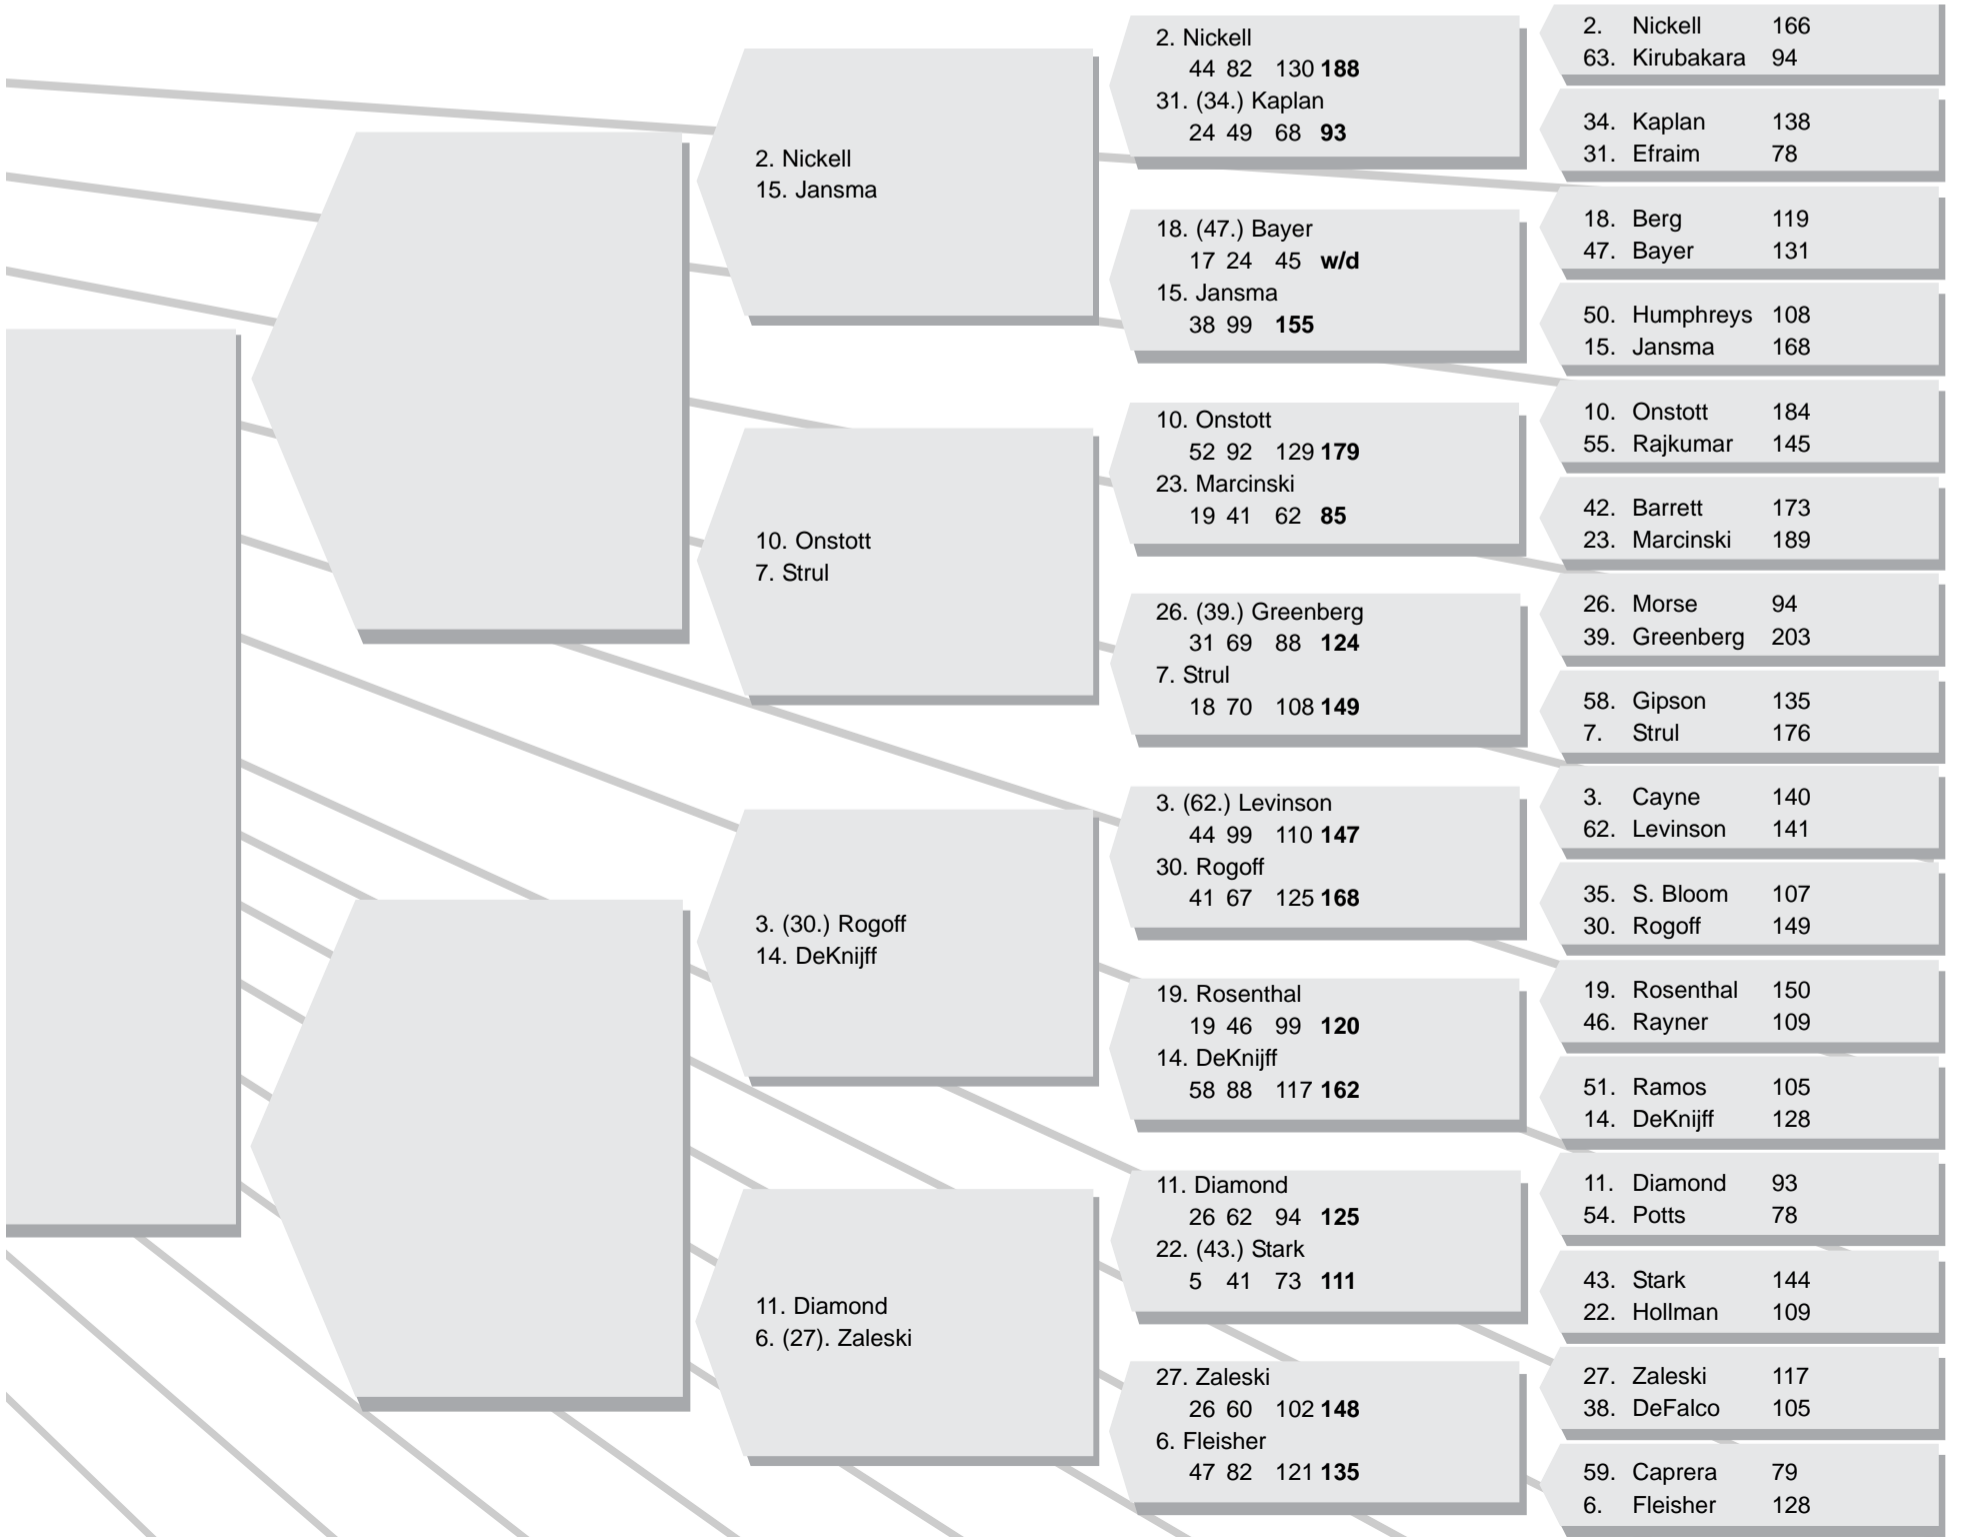 2. Nickell
15. Jansma
10. Onstott
7. Strul
3. (30.) Rogoff
14. DeKnijff
11. Diamond
6. (27). Zaleski
2. Nickell
44 82 130 188
31. (34.) Kaplan
24 49 68 93
18. (47.) Bayer
17 24 45 w/d
15. Jansma
38 99 155
10. Onstott
52 92 129 179
23. Marcinski
19 41 62 85
26. (39.) Greenberg
31 69 88 124
7. Strul
18 70 108 149
3. (62.) Levinson
44 99 110 147
30. Rogoff
41 67 125 168
19. Rosenthal
19 46 99 120
14. DeKnijff
58 88 117 162
11. Diamond
26 62 94 125
22. (43.) Stark
5 41 73 111
27. Zaleski
26 60 102 148
6. Fleisher
47 82 121 135
2. Nickell 166
63. Kirubakara 94
34. Kaplan 138
31. Efraim 78
18. Berg 119
47. Bayer 131
50. Humphreys 108
15. Jansma 168
10. Onstott 184
55. Rajkumar 145
42. Barrett 173
23. Marcinski 189
26. Morse 94
39. Greenberg 203
58. Gipson 135
7. Strul 176
3. Cayne 140
62. Levinson 141
35. S. Bloom 107
30. Rogoff 149
19. Rosenthal 150
46. Rayner 109
51. Ramos 105
14. DeKnijff 128
11. Diamond 93
54. Potts 78
43. Stark 144
22. Hollman 109
27. Zaleski 117
38. DeFalco 105
59. Caprera 79
6. Fleisher 128